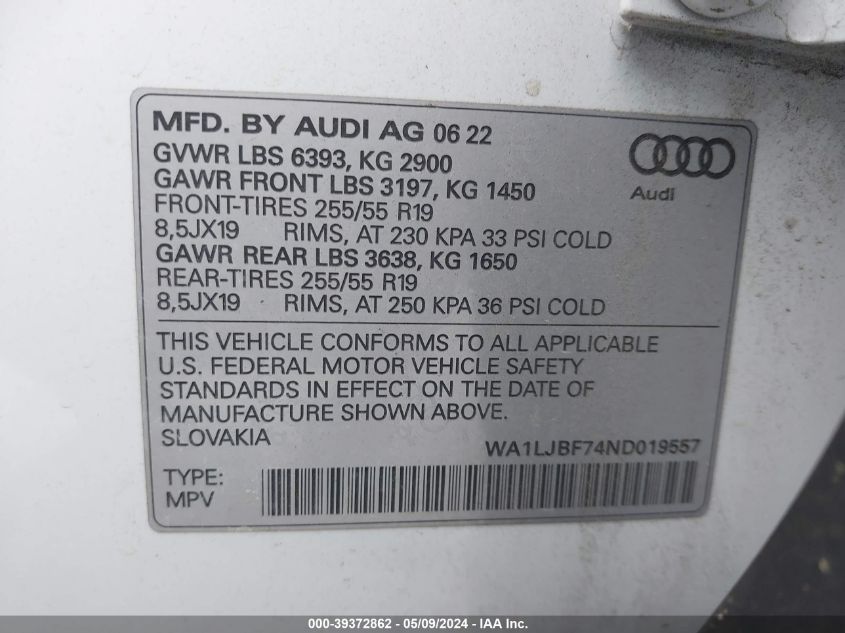 MFD. BY AUDI AG 06 22
GVWR LBS 6393, KG 2900
GAWR FRONT LBS 3197, KG 1450
FRONT-TIRES 255/55 R19
8,5JX19 RIMS, AT 230 KPA 33 PSI COLD
GAWR REAR LBS 3638, KG 1650
REAR-TIRES 255/55 R19
8,5JX19 RIMS, AT 250 KPA 36 PSI COLD
Audi
THIS VEHICLE CONFORMS TO ALL APPLICABLE
U.S. FEDERAL MOTOR VEHICLE SAFETY
STANDARDS IN EFFECT ON THE DATE OF
MANUFACTURE SHOWN ABOVE.
SLOVAKIA WA1LJBF74ND019557
TYPE:
MPV
000-39372862 - 05/09/2024 - IAA Inc.